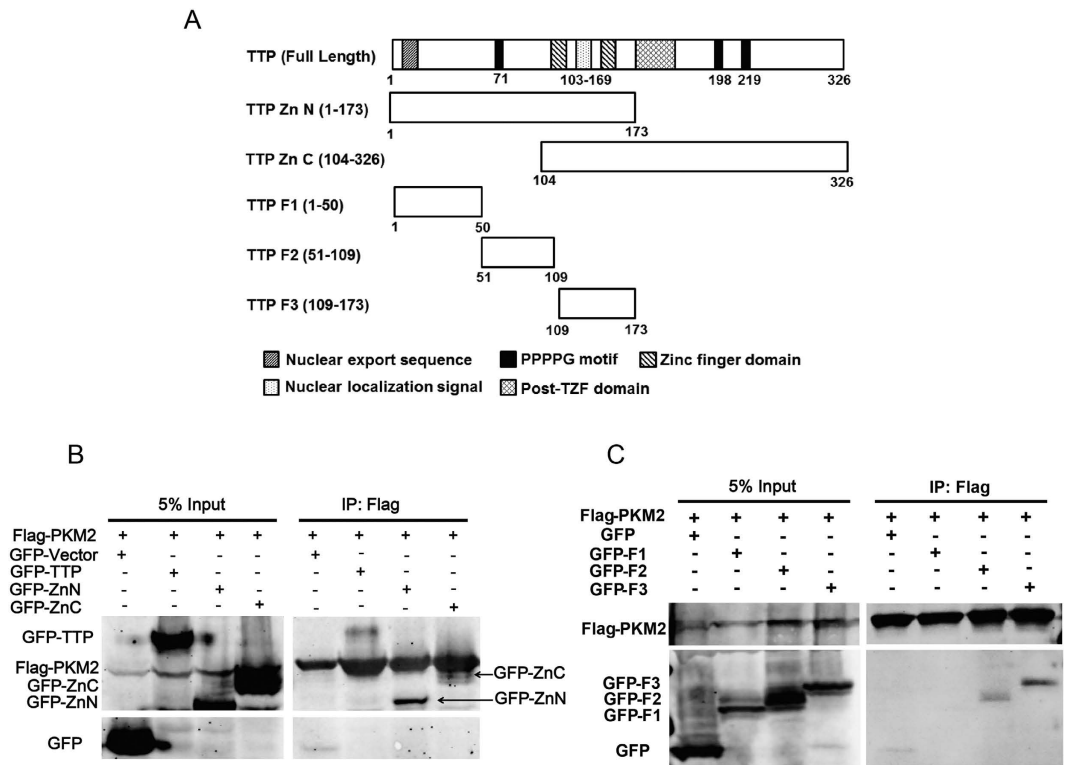 A
TTP (Full Length)
1 71 103-169 198 219 326
TTP Zn N (1-173)
1 173
TTP Zn C (104-326)
104 326
TTP F1 (1-50)
1 50
TTP F2 (51-109)
51 109
TTP F3 (109-173)
109 173
Nuclear export sequence PPPPG motif Zinc finger domain
Nuclear localization signal Post-TZF domain
B
5% Input IP: Flag
Flag-PKM2 + + + + + + + +
GFP-Vector + - - - + - - -
GFP-TTP - + - - - + - -
GFP-ZnN - - + - - - + -
GFP-ZnC - - - + - - - +
GFP-TTP
Flag-PKM2
GFP-ZnC
GFP-ZnN
GFP-ZnC
GFP-ZnN
GFP
C
5% Input IP: Flag
Flag-PKM2 + + + + + + + +
GFP + - - - + - - -
GFP-F1 - + - - - + - -
GFP-F2 - - + - - - + -
GFP-F3 - - - + - - - +
Flag-PKM2
GFP-F3
GFP-F2
GFP-F1
GFP